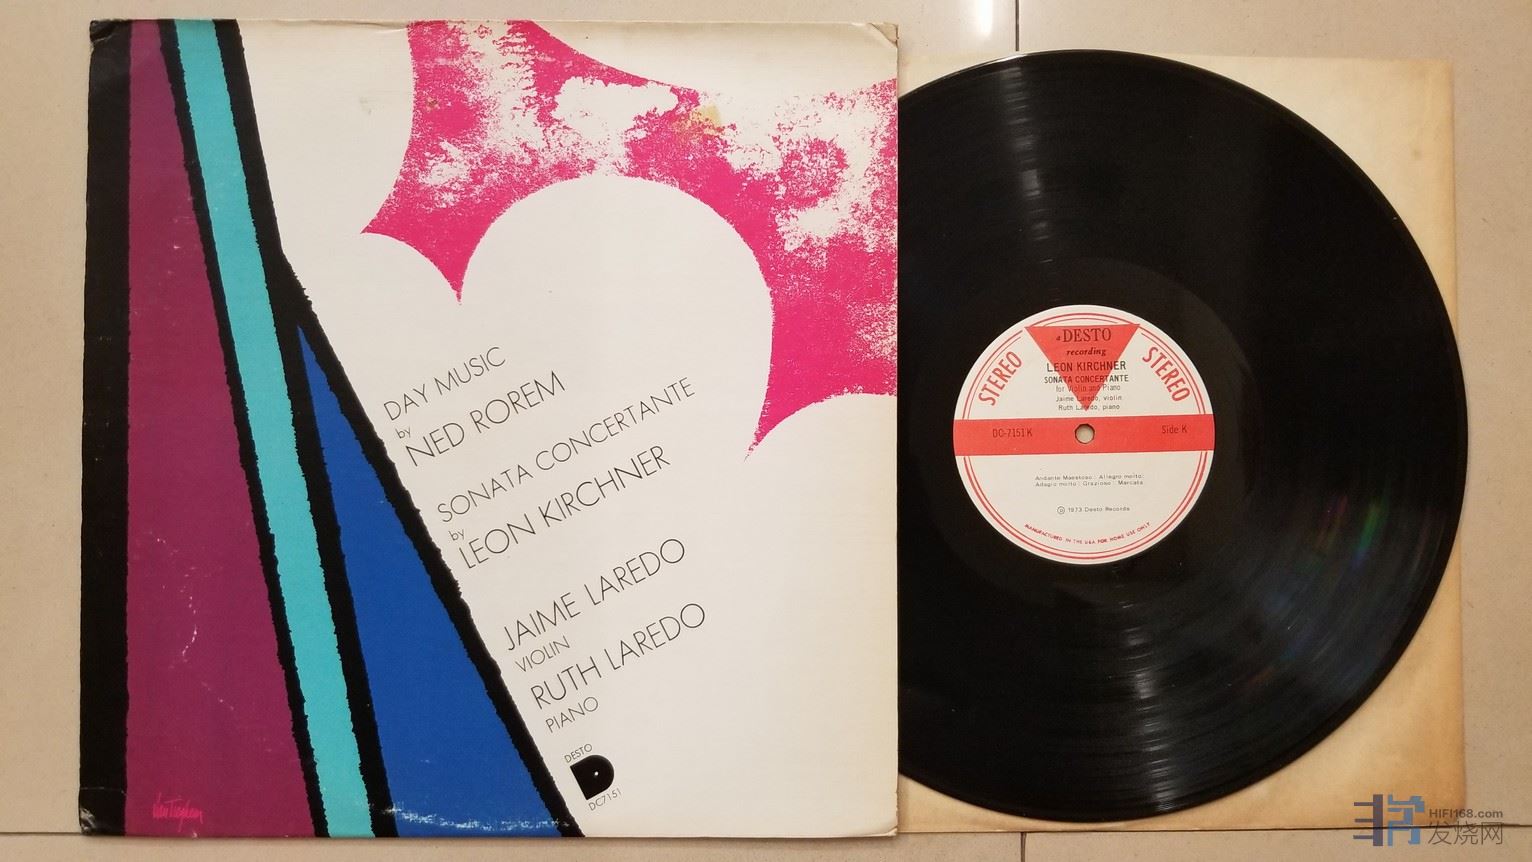 DAY MUSIC
by
NED ROREM
SONATA CONCERTANTE
by
LEON KIRCHNER
JAIME LAREDO
VIOLIN
RUTH LAREDO
PIANO
DESTO
DC7151
a DESTO
recording
STEREO
STEREO
LEON KIRCHNER
SONATA CONCERTANTE
for Violin and Piano
Jaime Laredo, violin
Ruth Laredo, piano
DC-7151 K
Side K
Andante Maestoso: Allegro molto:
Adagio molto: Grazioso: Marcato
Ⓟ 1973 Desto Records
MANUFACTURED IN THE U.S.A. FOR HOME USE ONLY
HIFI168.com
发烧网